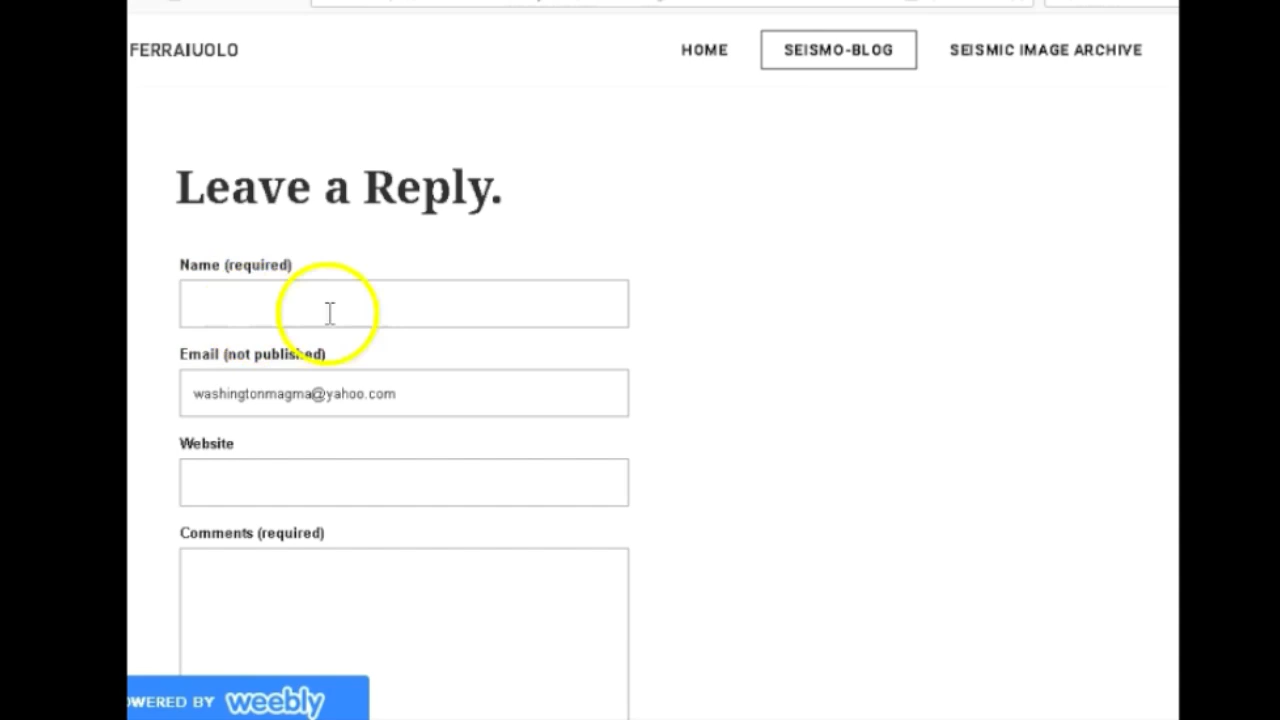 FERRAIUOLO HOME SEISMO-BLOG SEISMIC IMAGE ARCHIVE
Leave a Reply.
Name (required)
Email (not published)
washingtonmagma@yahoo.com
Website
Comments (required)
OWERED BY weebly